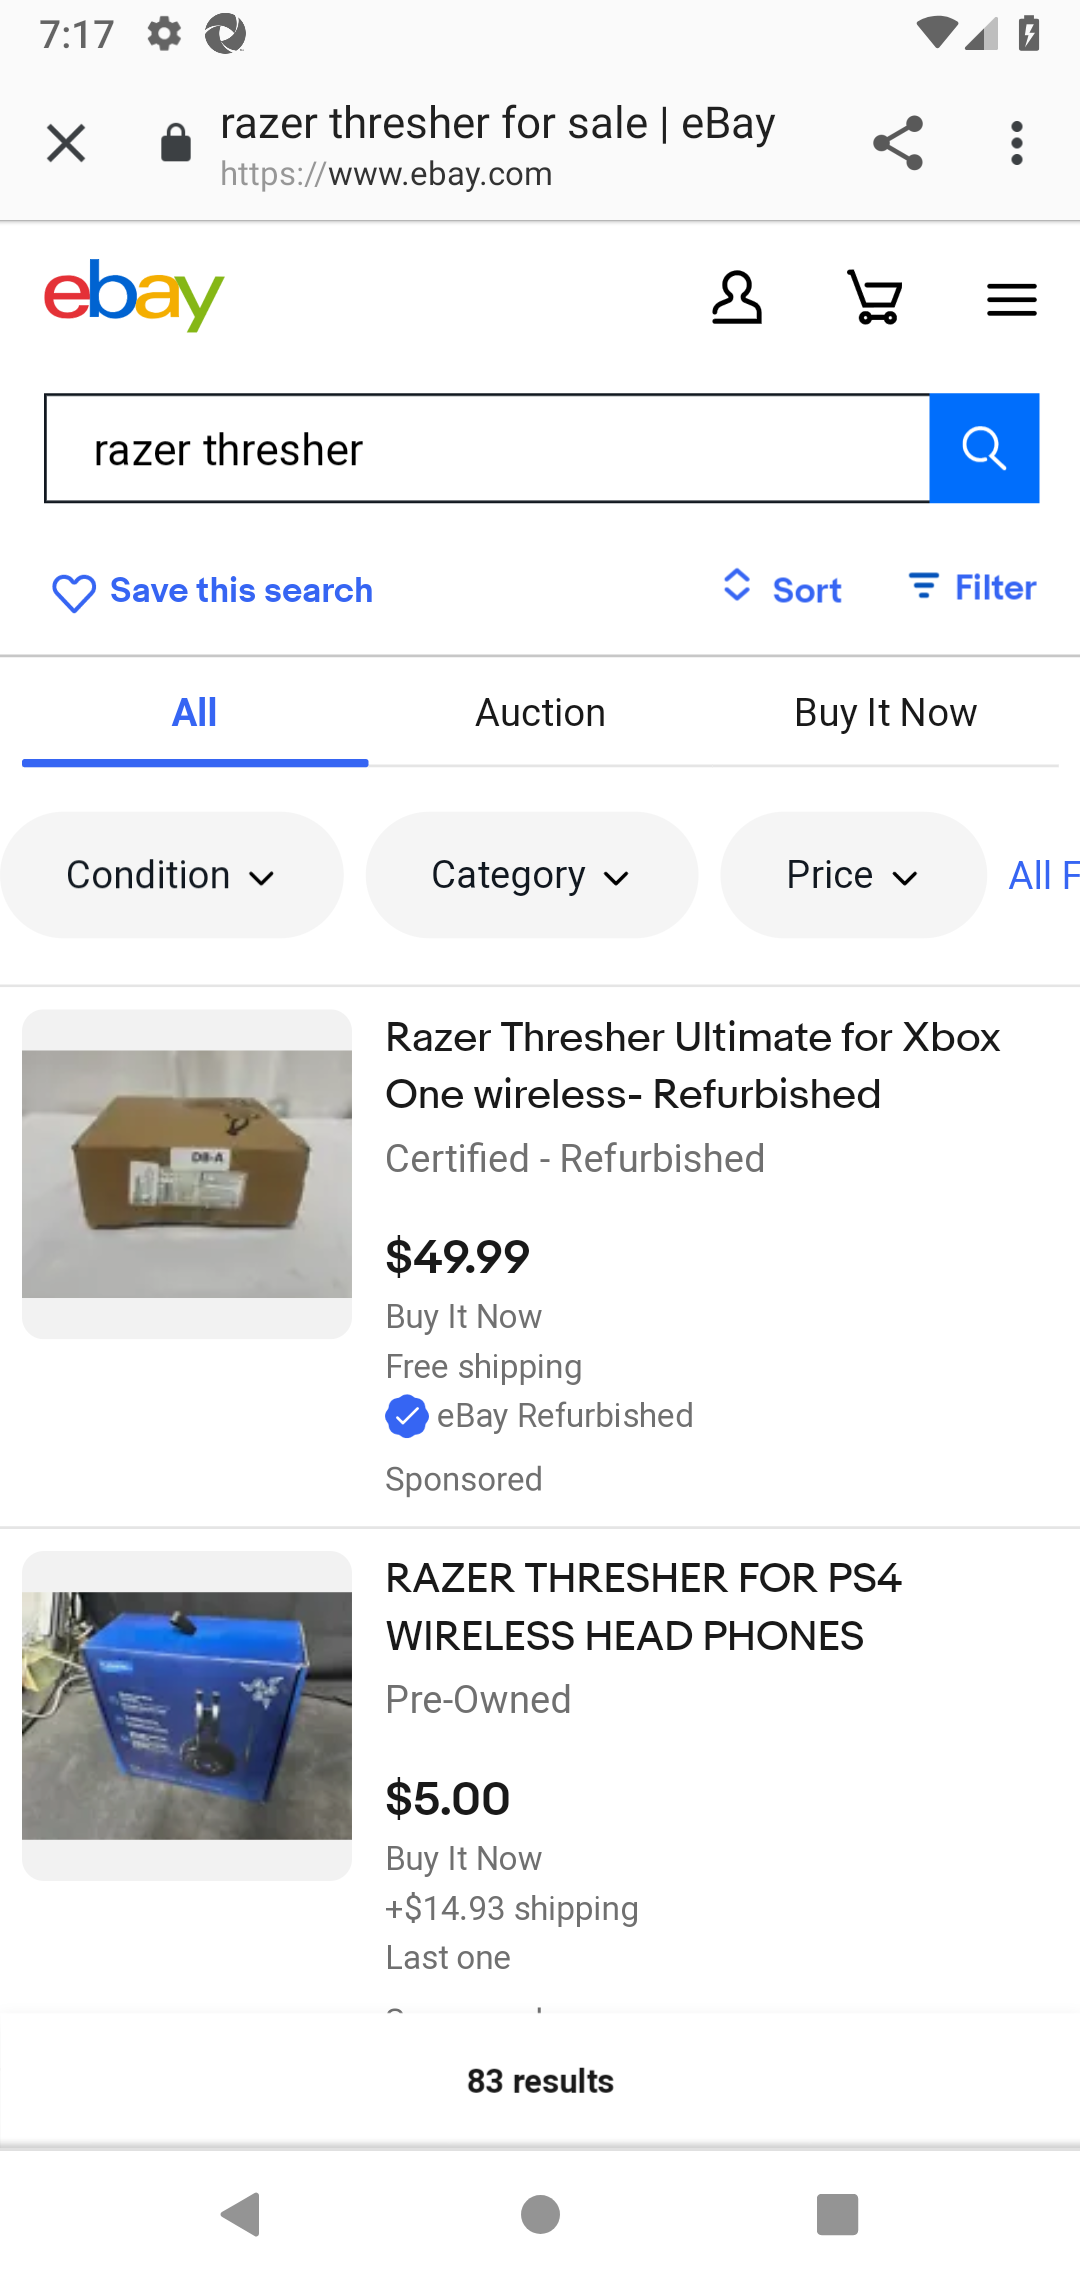 7:17
razer thresher for sale | eBay
https://www.ebay.com
ebay
razer thresher
Save this search
Sort
Filter
All
Auction
Buy It Now
Condition
Category
Price
All F
Razer Thresher Ultimate for Xbox
One wireless- Refurbished
Certified - Refurbished
$49.99
Buy It Now
Free shipping
eBay Refurbished
Sponsored
DB-A
RAZER THRESHER FOR PS4
WIRELESS HEAD PHONES
Pre-Owned
$5.00
Buy It Now
+$14.93 shipping
Last one
83 results